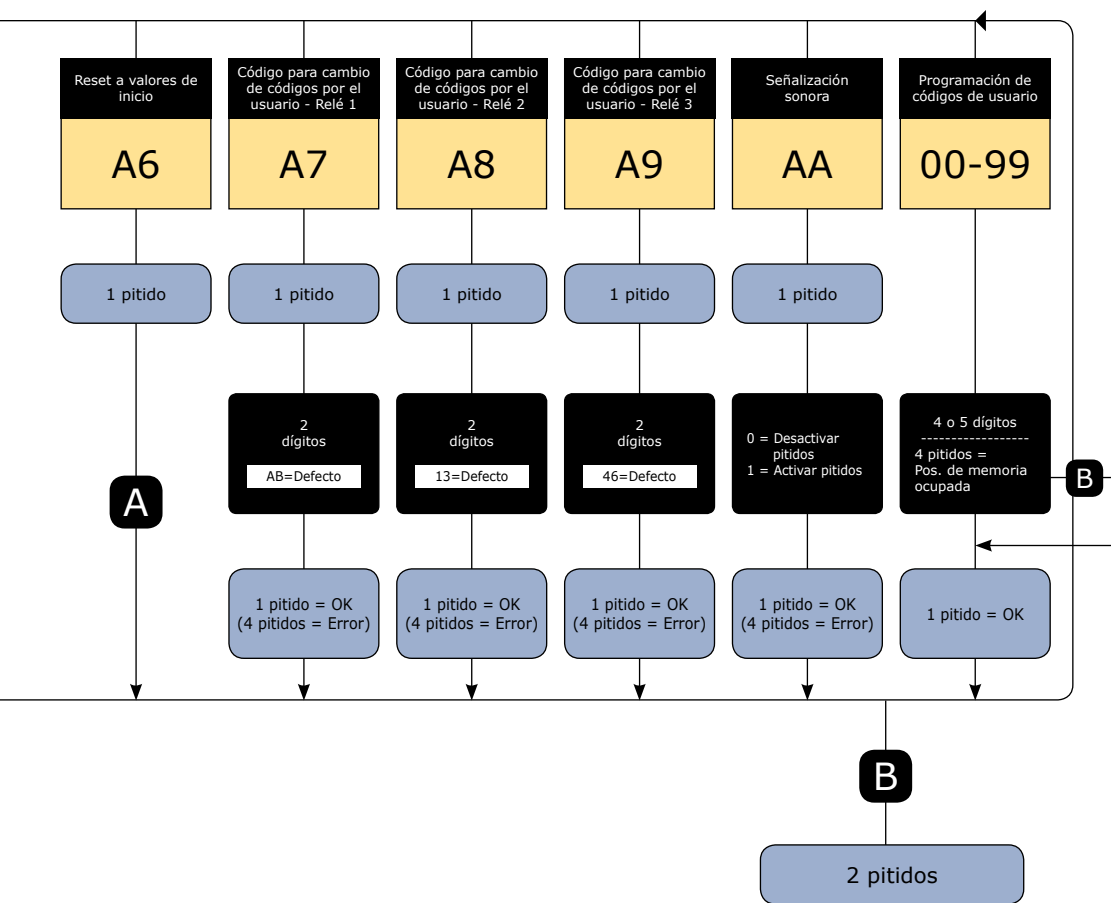 Reset a valores de
inicio
A6
1 pitido
A
Código para cambio
de códigos por el
usuario - Relé 1
A7
1 pitido
2
dígitos
AB=Defecto
1 pitido = OK
(4 pitidos = Error)
Código para cambio
de códigos por el
usuario - Relé 2
A8
1 pitido
2
dígitos
13=Defecto
1 pitido = OK
(4 pitidos = Error)
Código para cambio
de códigos por el
usuario - Relé 3
A9
1 pitido
2
dígitos
46=Defecto
1 pitido = OK
(4 pitidos = Error)
Señalización
sonora
AA
1 pitido
0 = Desactivar
pitidos
1 = Activar pitidos
1 pitido = OK
(4 pitidos = Error)
Programación de
códigos de usuario
00-99
4 o 5 dígitos
------------------
4 pitidos =
Pos. de memoria
ocupada
B
1 pitido = OK
B
2 pitidos